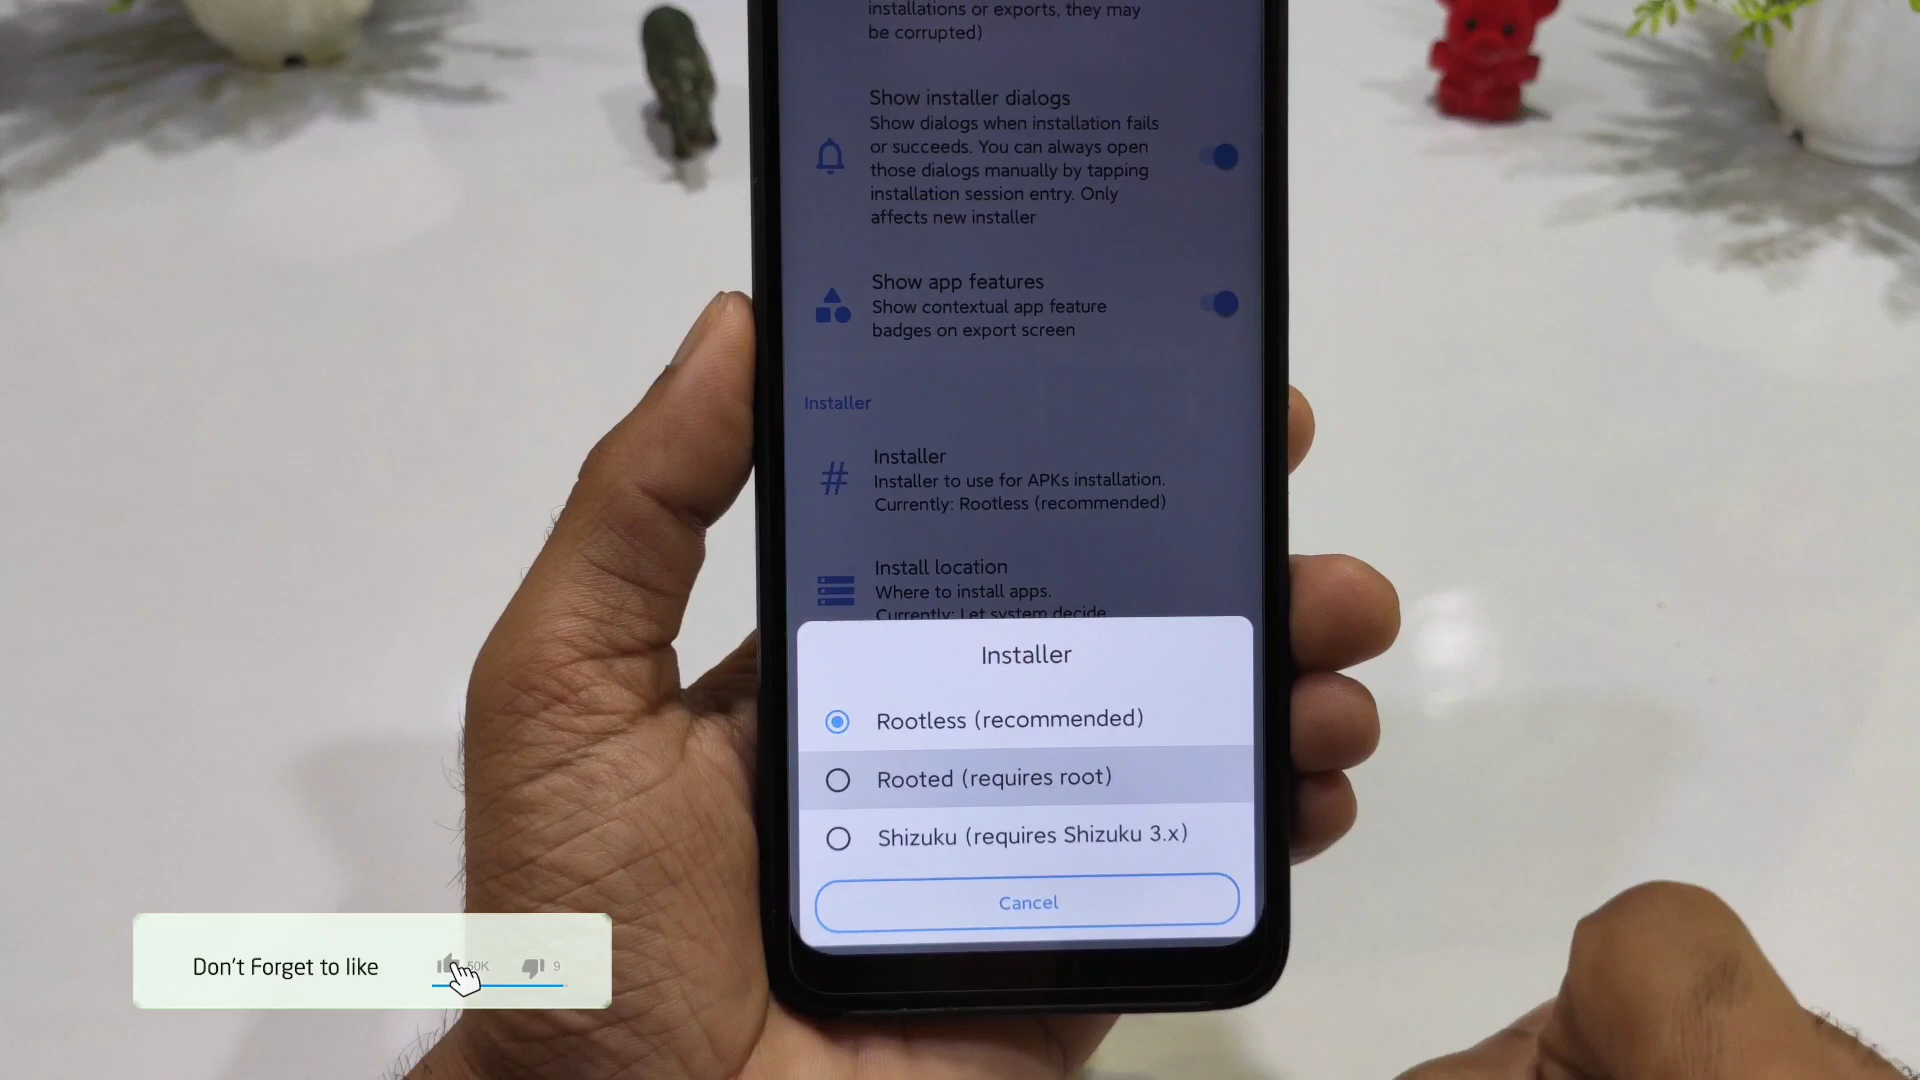 installations or exports, they may
be corrupted)
Show installer dialogs
Show dialogs when installation fails
or succeeds. You can always open
those dialogs manually by tapping
installation session entry. Only
affects new installer
Show app features
Show contextual app feature
badges on export screen
Installer
Installer
Installer to use for APKs installation.
Currently: Rootless (recommended)
Install location
Where to install apps.
Currently: Let system decide
Installer
Rootless (recommended)
Rooted (requires root)
Shizuku (requires Shizuku 3.x)
Cancel
Don't Forget to like
50K
9